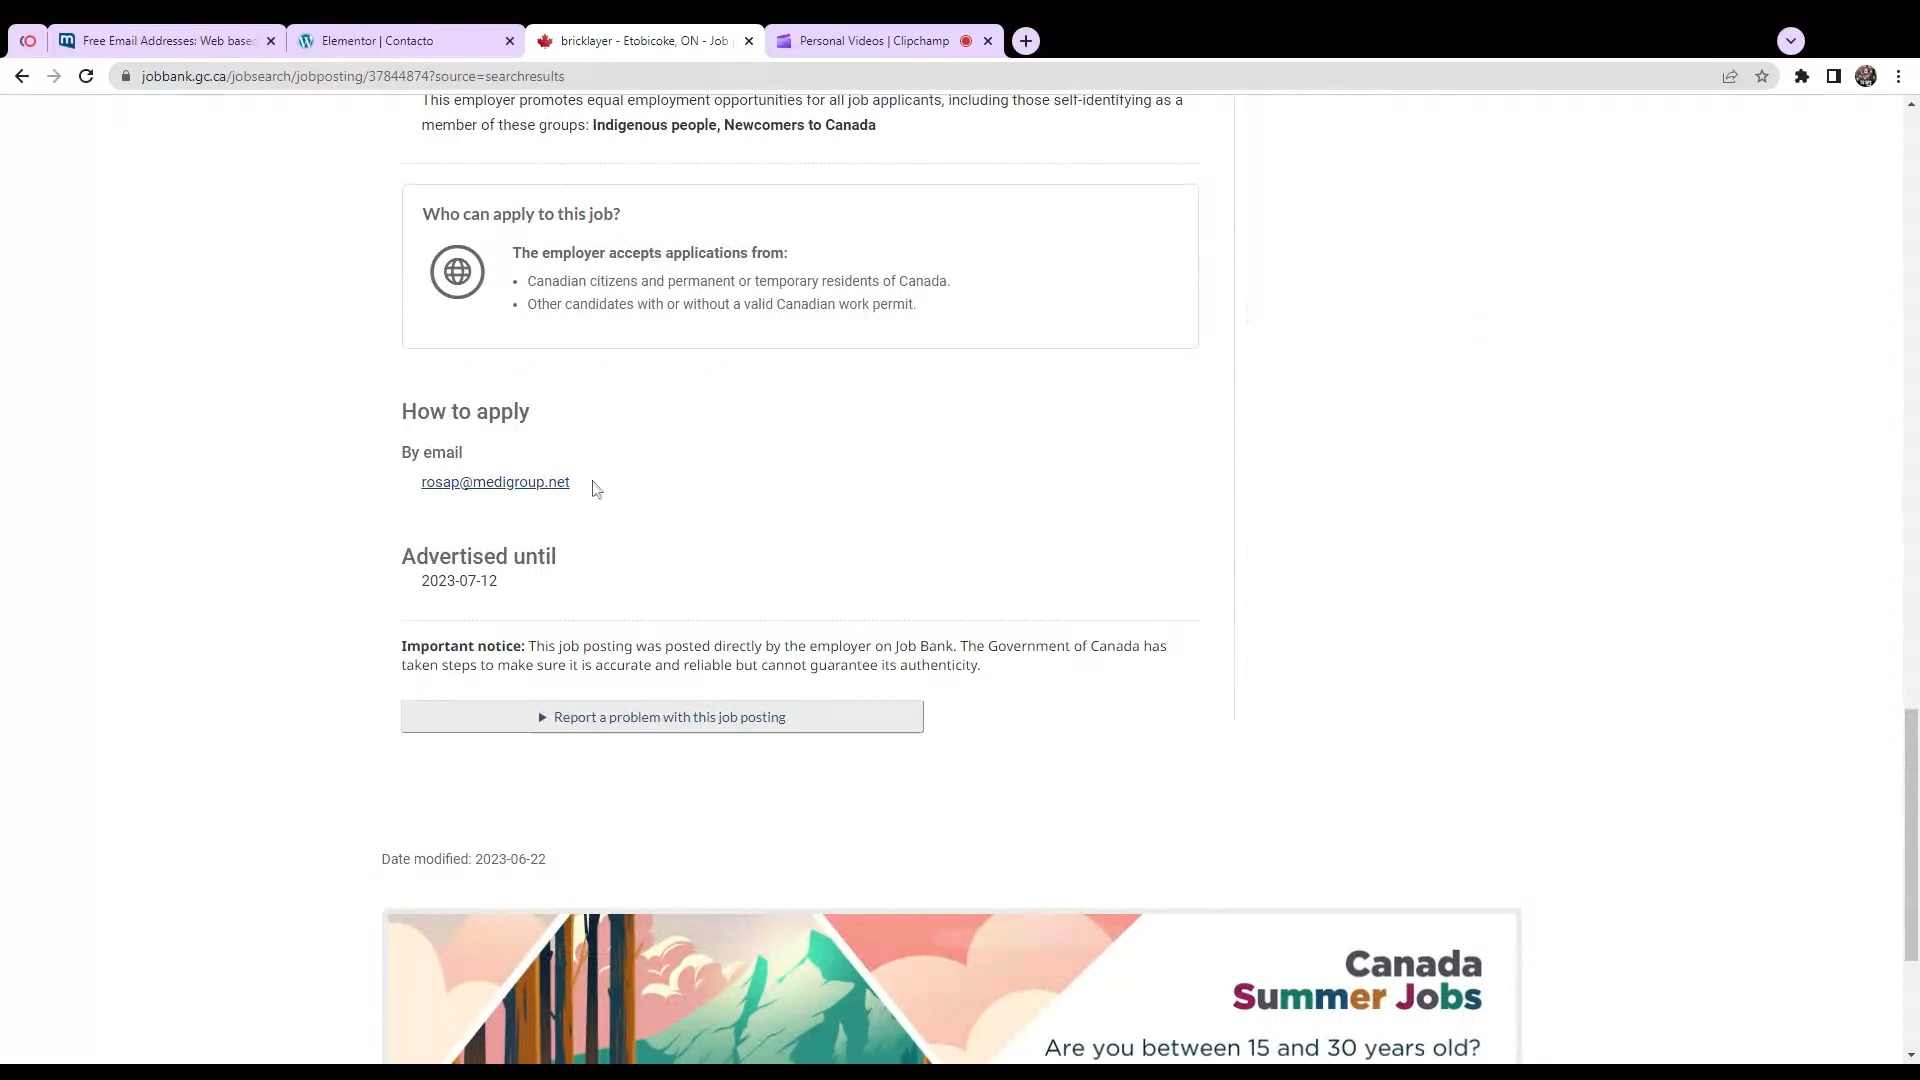 Free Email Addresses: Web based
Elementor | Contacto
bricklayer - Etobicoke, ON - Job
Personal Videos | Clipchamp
jobbank.gc.ca/jobsearch/jobposting/37844874?source=searchresults
This employer promotes equal employment opportunities for all job applicants, including those self-identifying as a
member of these groups: Indigenous people, Newcomers to Canada
Who can apply to this job?
The employer accepts applications from:
• Canadian citizens and permanent or temporary residents of Canada.
• Other candidates with or without a valid Canadian work permit.
How to apply
By email
rosap@medigroup.net
Advertised until
2023-07-12
Important notice: This job posting was posted directly by the employer on Job Bank. The Government of Canada has
taken steps to make sure it is accurate and reliable but cannot guarantee its authenticity.
Report a problem with this job posting
Date modified: 2023-06-22
Canada
Summer Jobs
Are you between 15 and 30 years old?